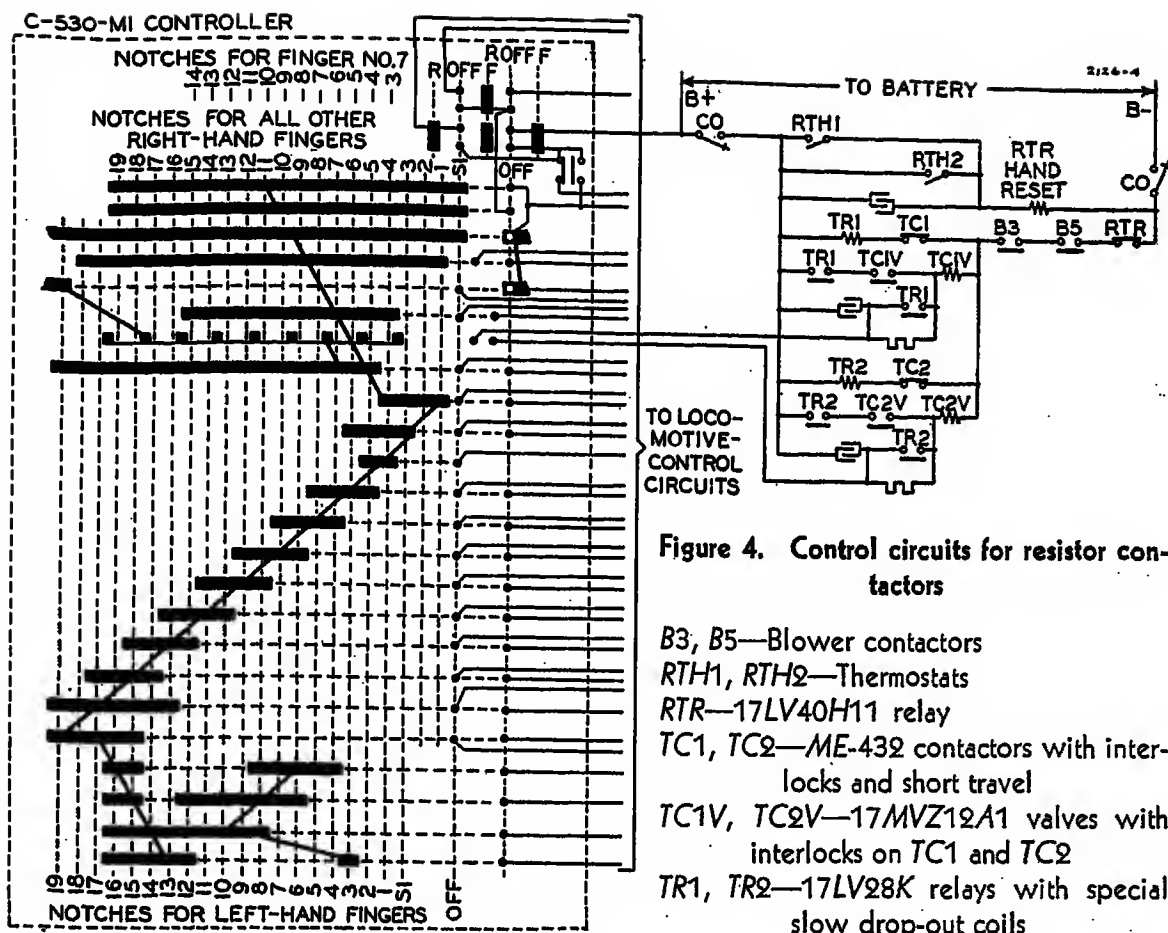 C-530-MI CONTROLLER
NOTCHES FOR FINGER NO.7
14 13 12 11 10 9 8 7 6 5 4 3
NOTCHES FOR ALL OTHER
RIGHT-HAND FINGERS
19 18 17 16 15 14 13 12 11 10 9 8 7 6 5 4 3 2 1 S1
R OFF F
R OFF F
OFF
2126-4
TO BATTERY
B+
B-
CO
RTH1
RTH2
RTR
HAND
RESET
CO
TR1 TC1
B3 B5 RTR
TR1 TC1V TC1V
TR1
TR2 TC2
TR2 TC2V TC2V
TR2
TO LOCO-
MOTIVE-
CONTROL
CIRCUITS
19 18 17 16 15 14 13 12 11 10 9 8 7 6 5 4 3 2 1 S1 OFF
NOTCHES FOR LEFT-HAND FINGERS
Figure 4. Control circuits for resistor con-
tactors
B3, B5—Blower contactors
RTH1, RTH2—Thermostats
RTR—17LV40H11 relay
TC1, TC2—ME-432 contactors with inter-
locks and short travel
TC1V, TC2V—17MVZ12A1 valves with
interlocks on TC1 and TC2
TR1, TR2—17LV28K relays with special
slow drop-out coils